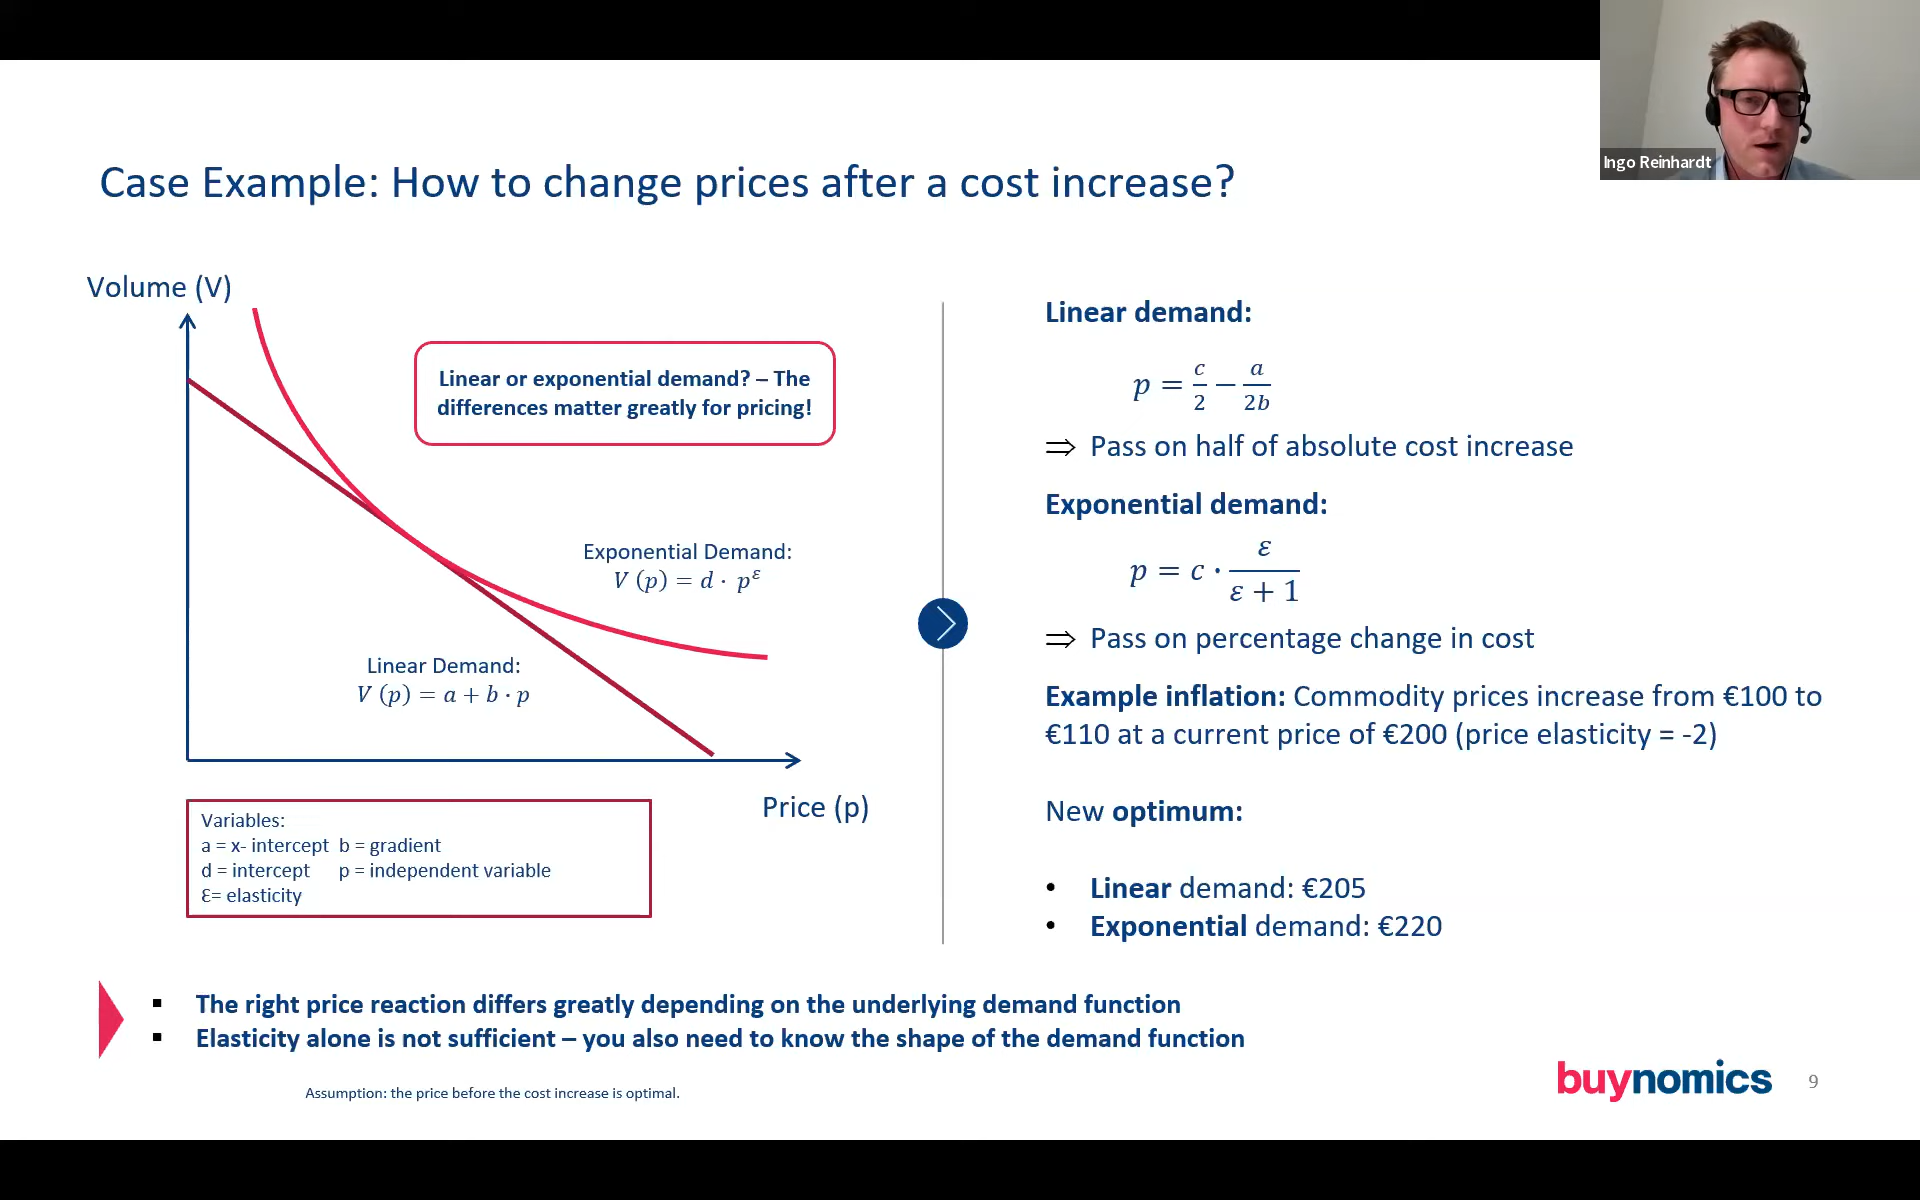 Ingo Reinhardt
Case Example: How to change prices after a cost increase?
Volume (V)
Linear or exponential demand? – The
differences matter greatly for pricing!
Exponential Demand:
V (p) = d · p^ε
Linear Demand:
V (p) = a + b · p
Price (p)
Variables:
a = x- intercept b = gradient
d = intercept p = independent variable
Ɛ= elasticity
Linear demand:
p = c/2 − a/2b
⇒ Pass on half of absolute cost increase
Exponential demand:
p = c · ε/(ε + 1)
⇒ Pass on percentage change in cost
Example inflation: Commodity prices increase from €100 to
€110 at a current price of €200 (price elasticity = -2)
New optimum:
• Linear demand: €205
• Exponential demand: €220
▪ The right price reaction differs greatly depending on the underlying demand function
▪ Elasticity alone is not sufficient – you also need to know the shape of the demand function
Assumption: the price before the cost increase is optimal.
buynomics
9